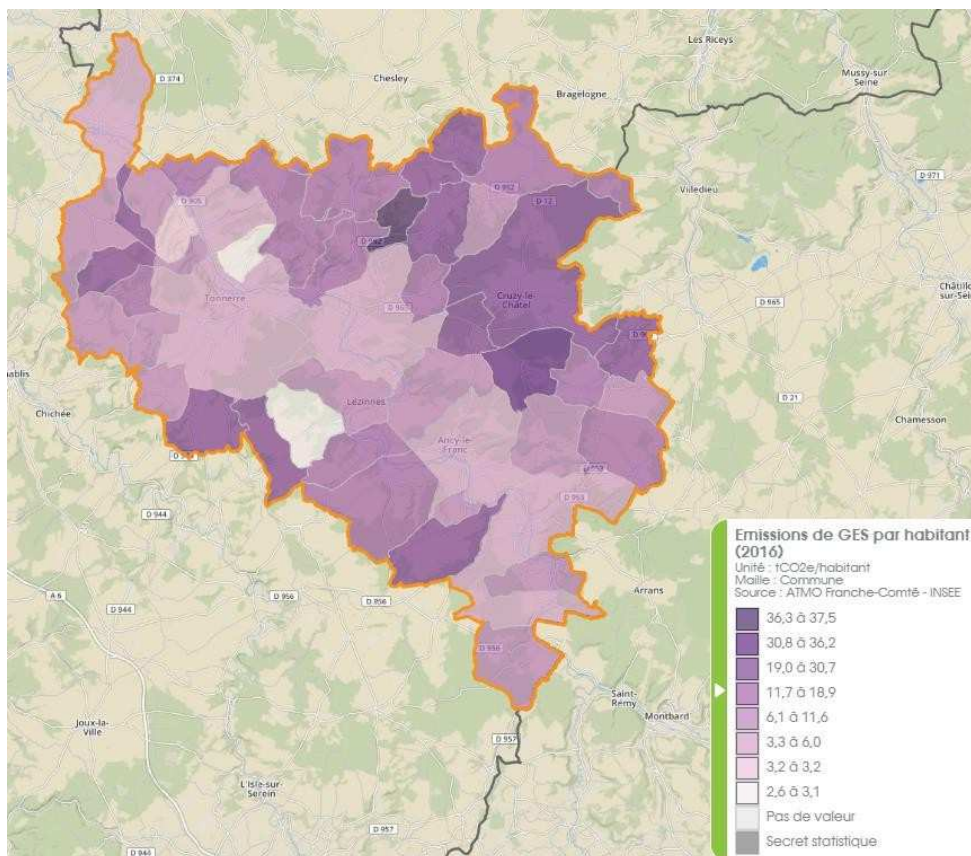 Les Riceys
Mussy-sur-
Seine
Chesley
D 374
Bragelogne
D 971
Villedieu
D 952
D 905
D 12
Châtillon
sur-Sei
Tonnerre
D 965
D 965
Cruzy-le-
Châtel
D 21
Lézinnes
Chichée
Chamesson
Ancy-le-
Franc
D 944
D 953
A 6
D 944
D 956
D 956
Arrans
D 956
Saint-
Rémy
Montbard
Joux-la-
Ville
D 957
L'Isle-sur-
Serein
D 957
D 944
Emissions de GES par habitant
(2016)
Unité : tCO2e/habitant
Maille : Commune
Source : ATMO Franche-Comté - INSEE
36,3 à 37,5
30,8 à 36,2
19,0 à 30,7
11,7 à 18,9
6,1 à 11,6
3,3 à 6,0
3,2 à 3,2
2,6 à 3,1
Pas de valeur
Secret statistique